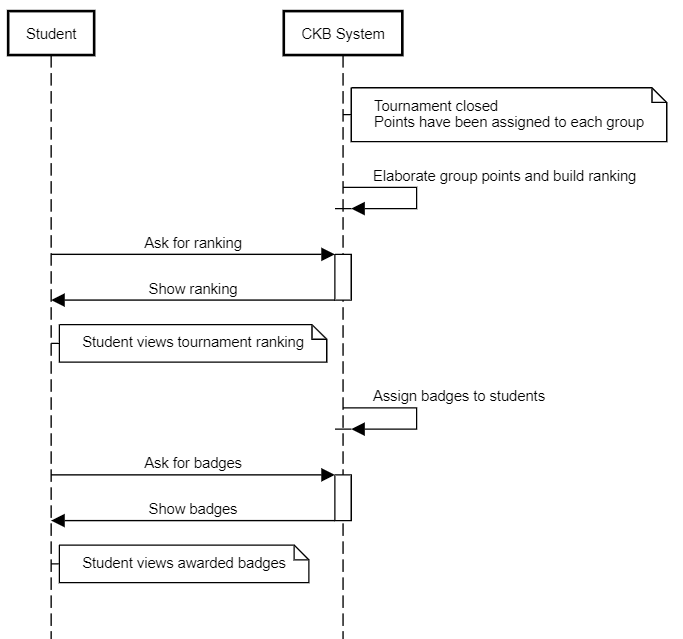 Student
CKB System
Tournament closed
Points have been assigned to each group
Elaborate group points and build ranking
Ask for ranking
Show ranking
Student views tournament ranking
Assign badges to students
Ask for badges
Show badges
Student views awarded badges